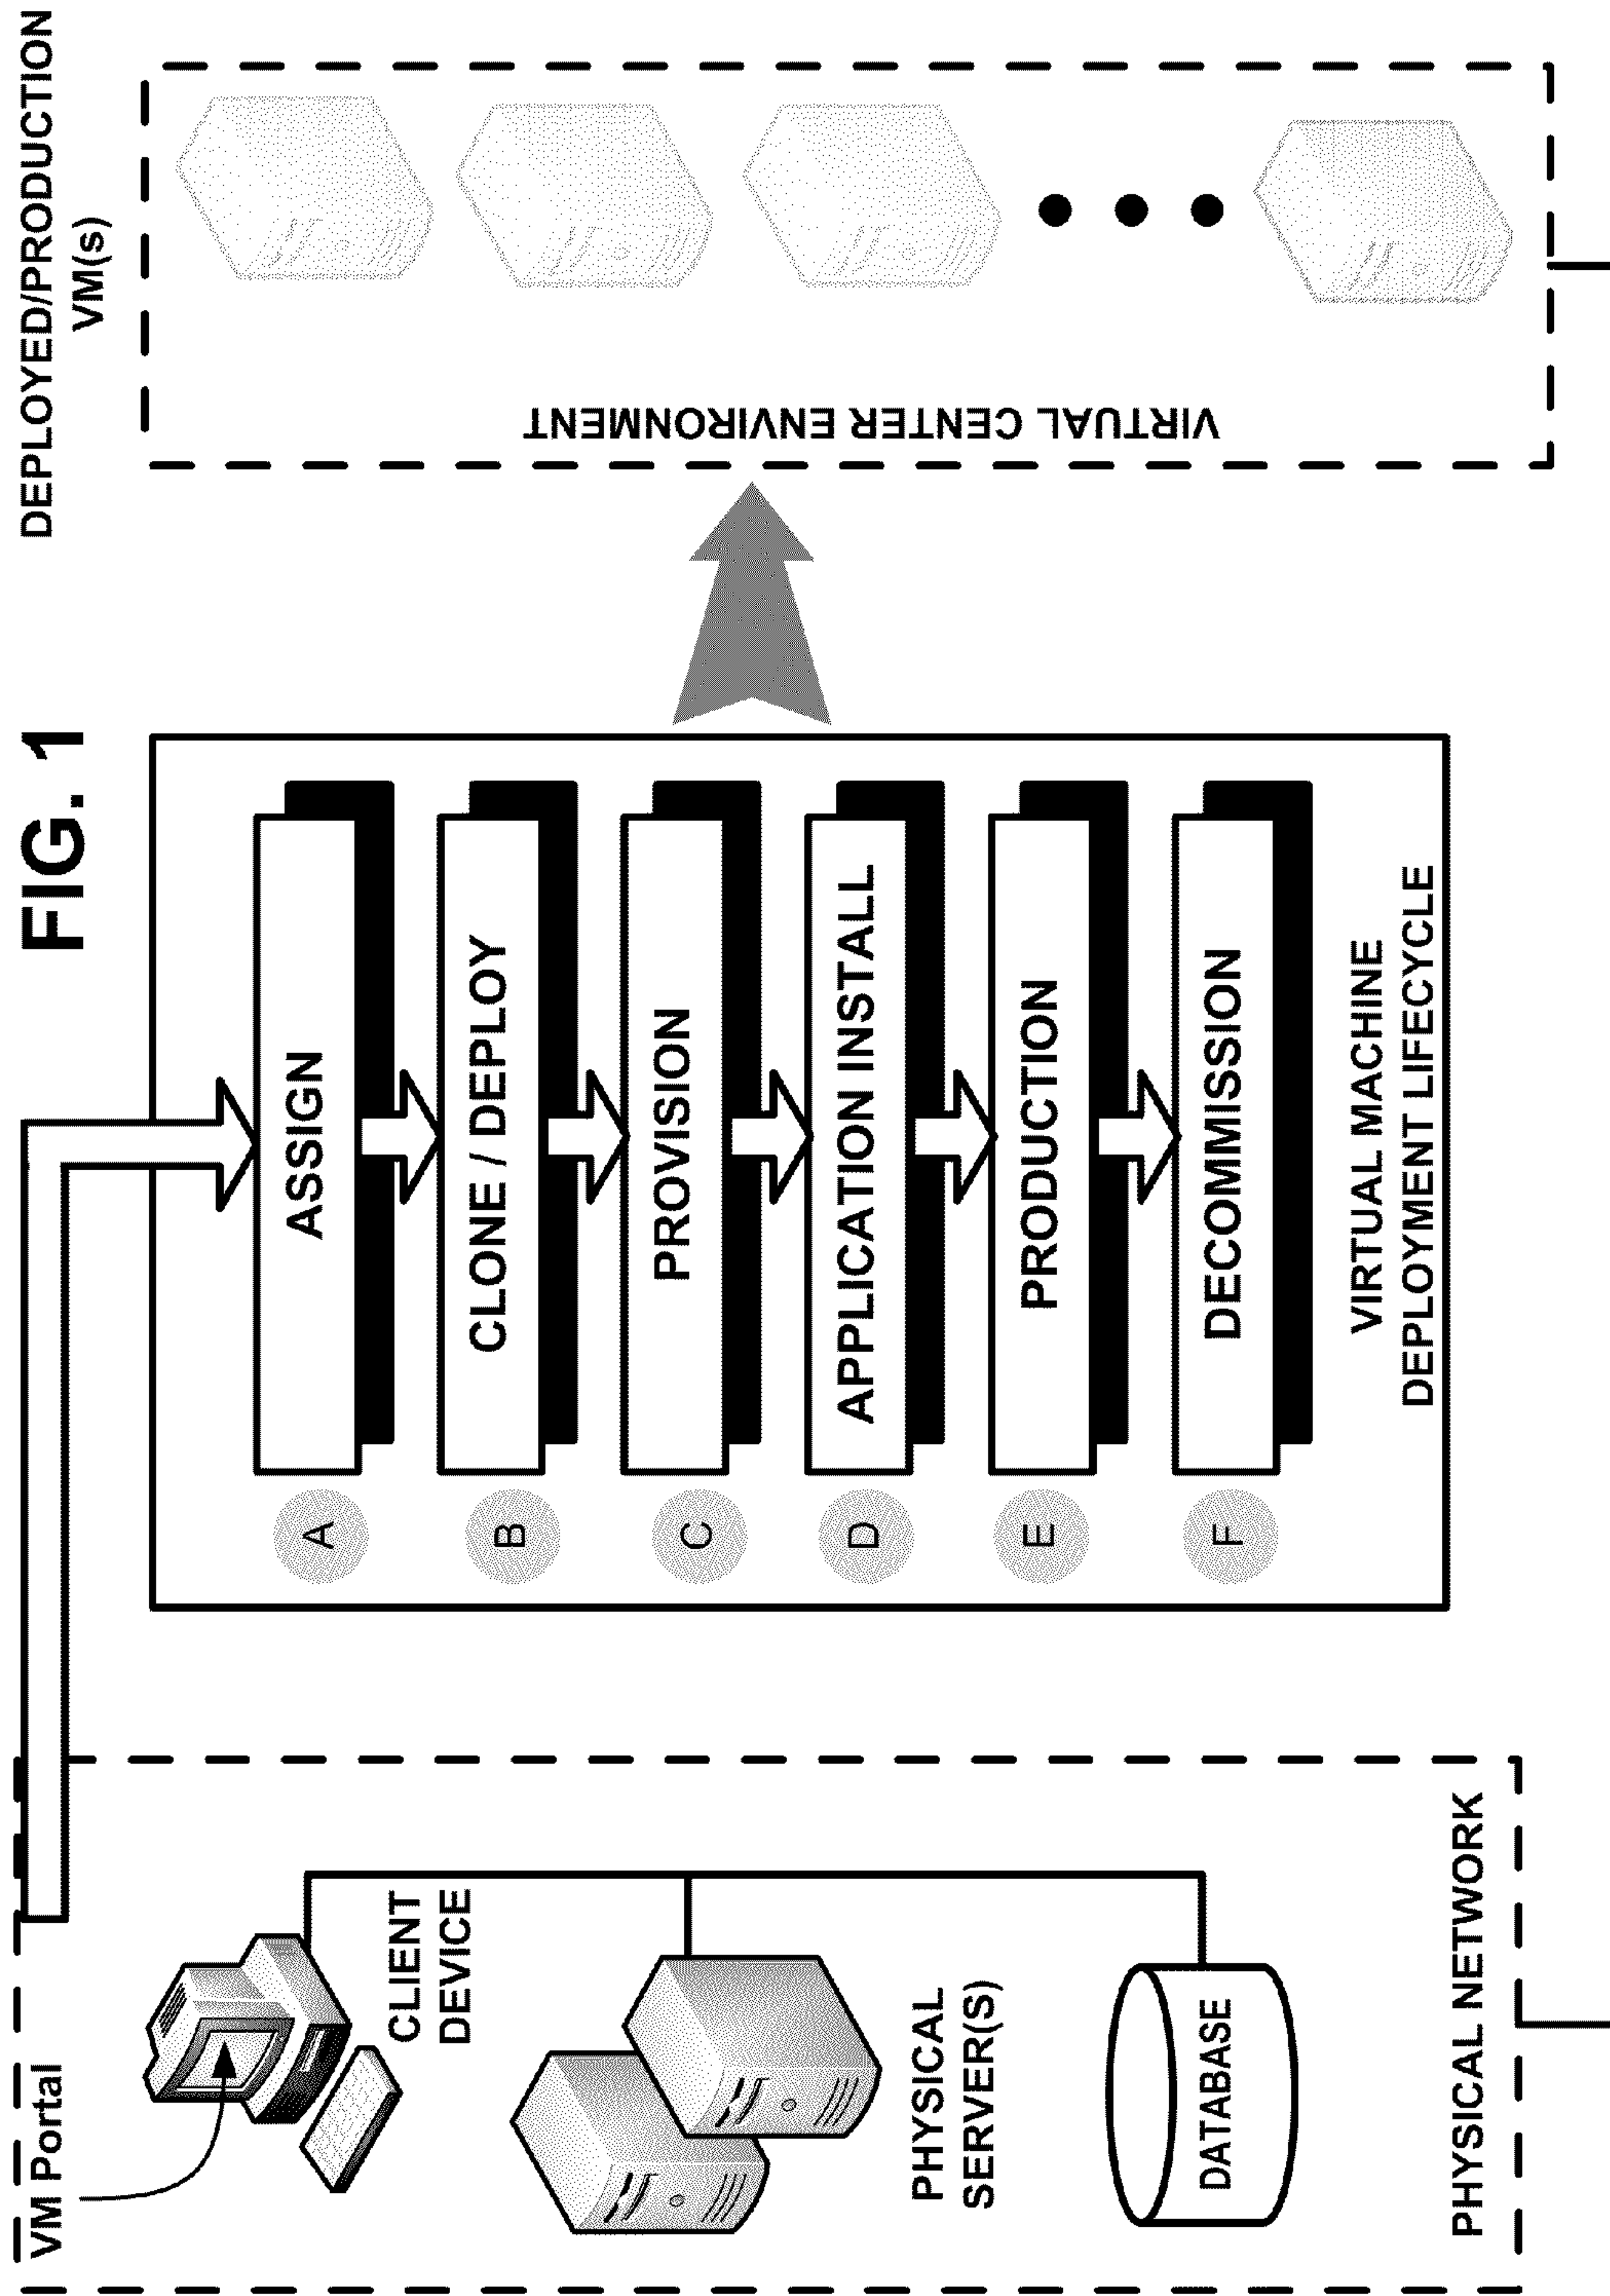 FIG. 1
VM Portal
CLIENT
DEVICE
PHYSICAL
SERVER(S)
DATABASE
PHYSICAL NETWORK
A
ASSIGN
B
CLONE / DEPLOY
C
PROVISION
D
APPLICATION INSTALL
E
PRODUCTION
F
DECOMMISSION
VIRTUAL MACHINE
DEPLOYMENT LIFECYCLE
DEPLOYED/PRODUCTION
VM(s)
VIRTUAL CENTER ENVIRONMENT